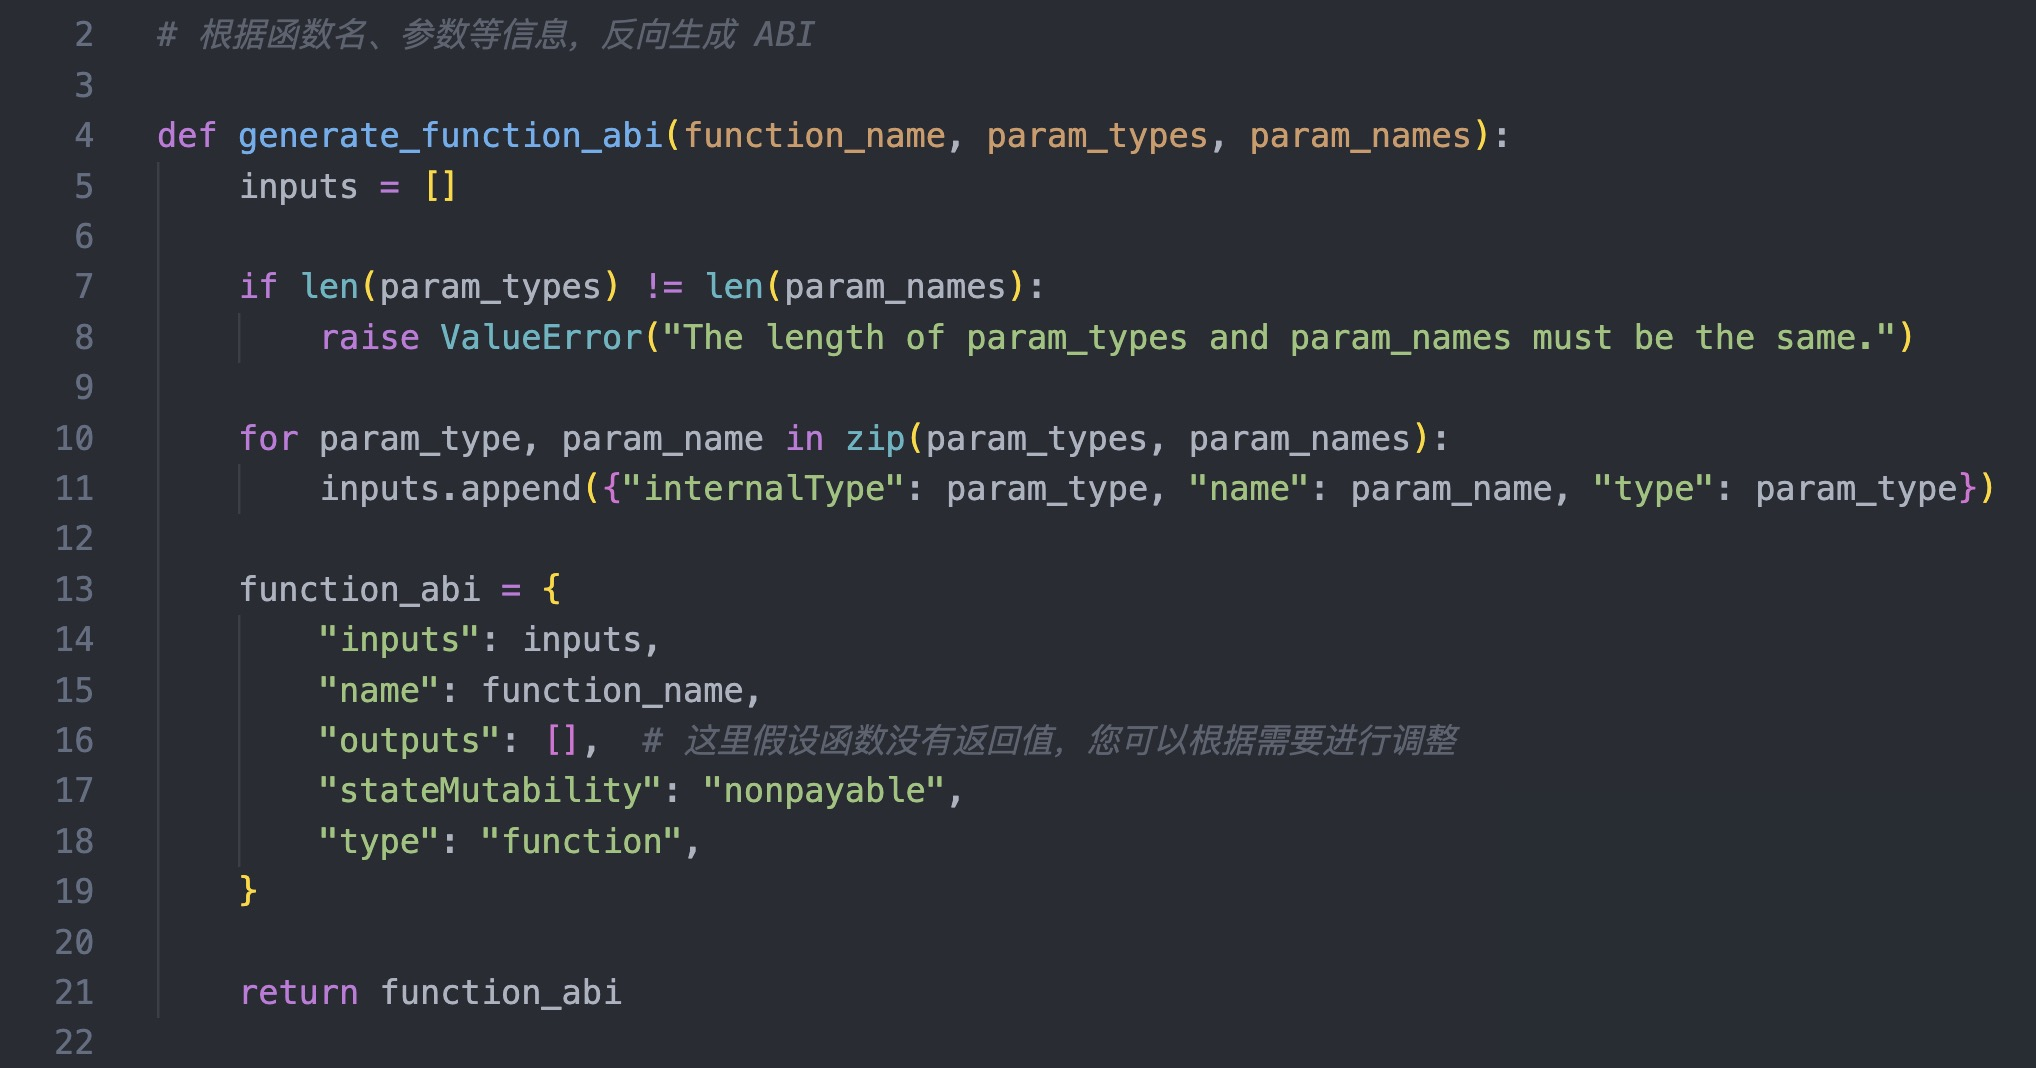 2 # 根据函数名、参数等信息，反向生成 ABI
3
4 def generate_function_abi(function_name, param_types, param_names):
5     inputs = []
6
7     if len(param_types) != len(param_names):
8         raise ValueError("The length of param_types and param_names must be the same.")
9
10     for param_type, param_name in zip(param_types, param_names):
11         inputs.append({"internalType": param_type, "name": param_name, "type": param_type})
12
13     function_abi = {
14         "inputs": inputs,
15         "name": function_name,
16         "outputs": [],  # 这里假设函数没有返回值，您可以根据需要进行调整
17         "stateMutability": "nonpayable",
18         "type": "function",
19     }
20
21     return function_abi
22